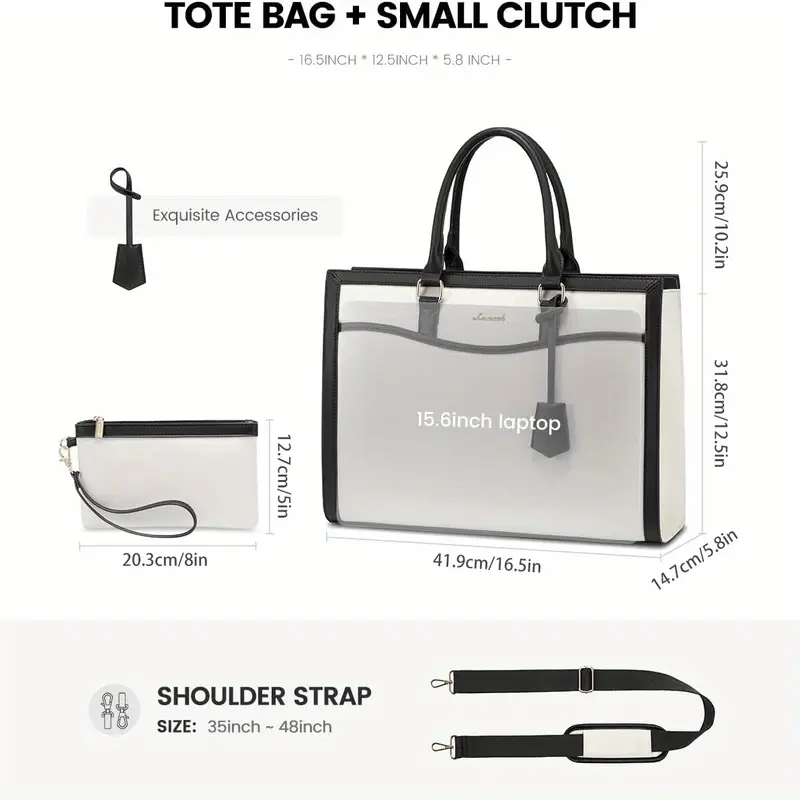 TOTE BAG + SMALL CLUTCH
- 16.5INCH * 12.5INCH * 5.8 INCH -
Exquisite Accessories
25.9cm/10.2in
15.6inch laptop
31.8cm/12.5in
12.7cm/5in
20.3cm/8in
41.9cm/16.5in
14.7cm/5.8in
SHOULDER STRAP
SIZE: 35inch ~ 48inch